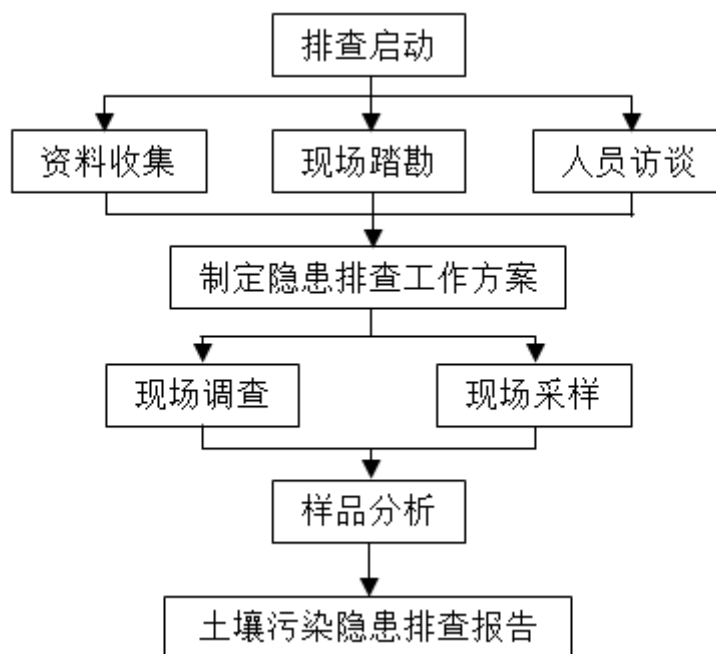 排查启动
资料收集
现场踏勘
人员访谈
制定隐患排查工作方案
现场调查
现场采样
样品分析
土壤污染隐患排查报告